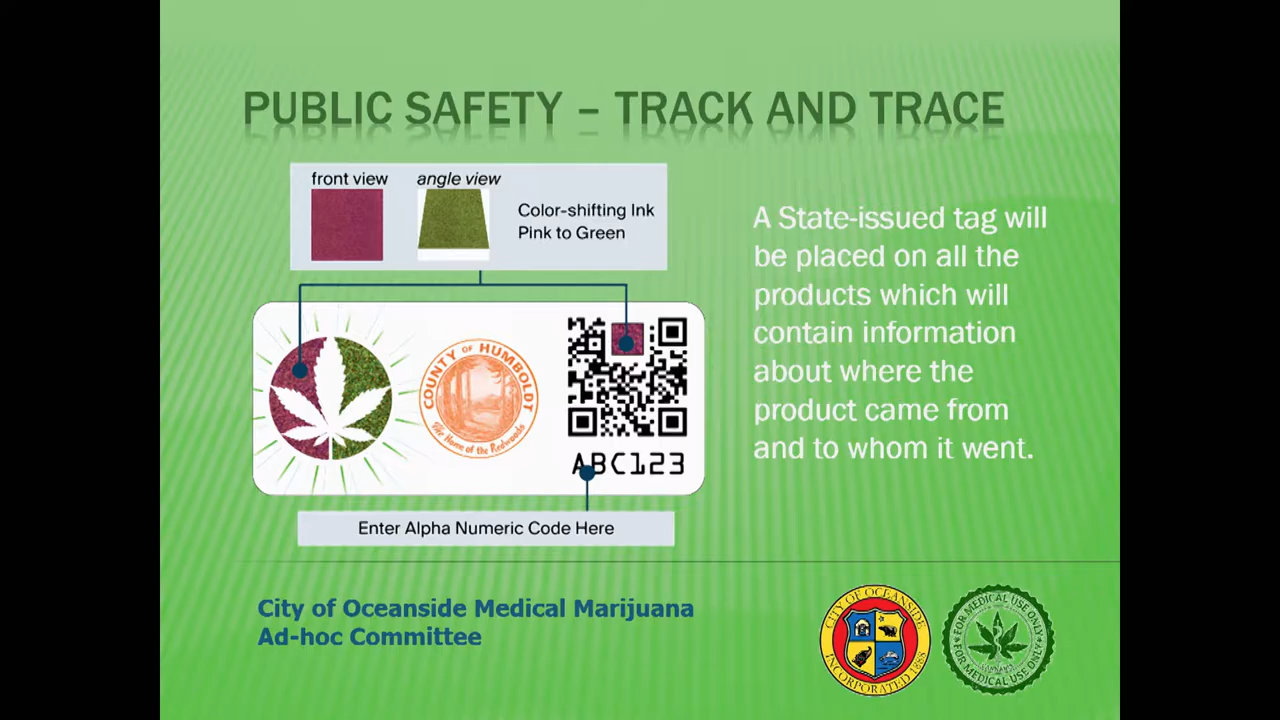 PUBLIC SAFETY – TRACK AND TRACE
front view
angle view
Color-shifting Ink
Pink to Green
A State-issued tag will
be placed on all the
products which will
contain information
about where the
product came from
and to whom it went.
COUNTY OF HUMBOLDT
The Home of the Redwoods
ABC123
Enter Alpha Numeric Code Here
City of Oceanside Medical Marijuana
Ad-hoc Committee
CITY OF OCEANSIDE
INCORPORATED 1888
FOR MEDICAL USE ONLY
FOR MEDICAL USE ONLY